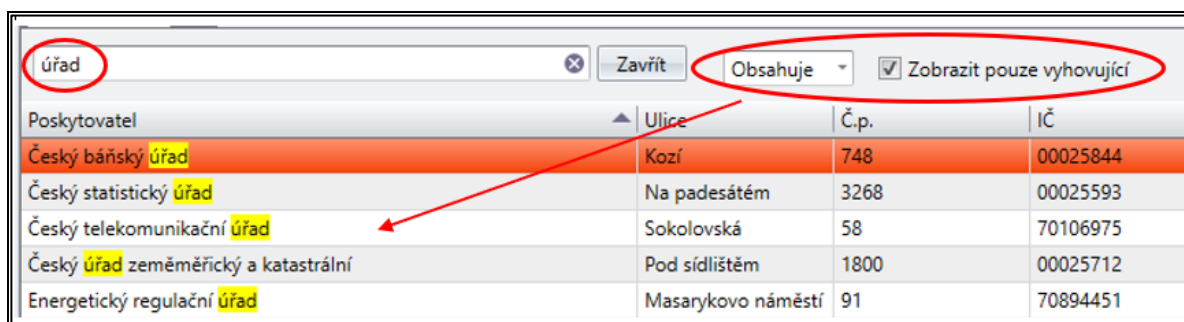 úřad Zavřít Obsahuje Zobrazit pouze vyhovující
Poskytovatel Ulice Č.p. IČ
Český báňský úřad Kozí 748 00025844
Český statistický úřad Na padesátém 3268 00025593
Český telekomunikační úřad Sokolovská 58 70106975
Český úřad zeměměřický a katastrální Pod sídlištěm 1800 00025712
Energetický regulační úřad Masarykovo náměstí 91 70894451